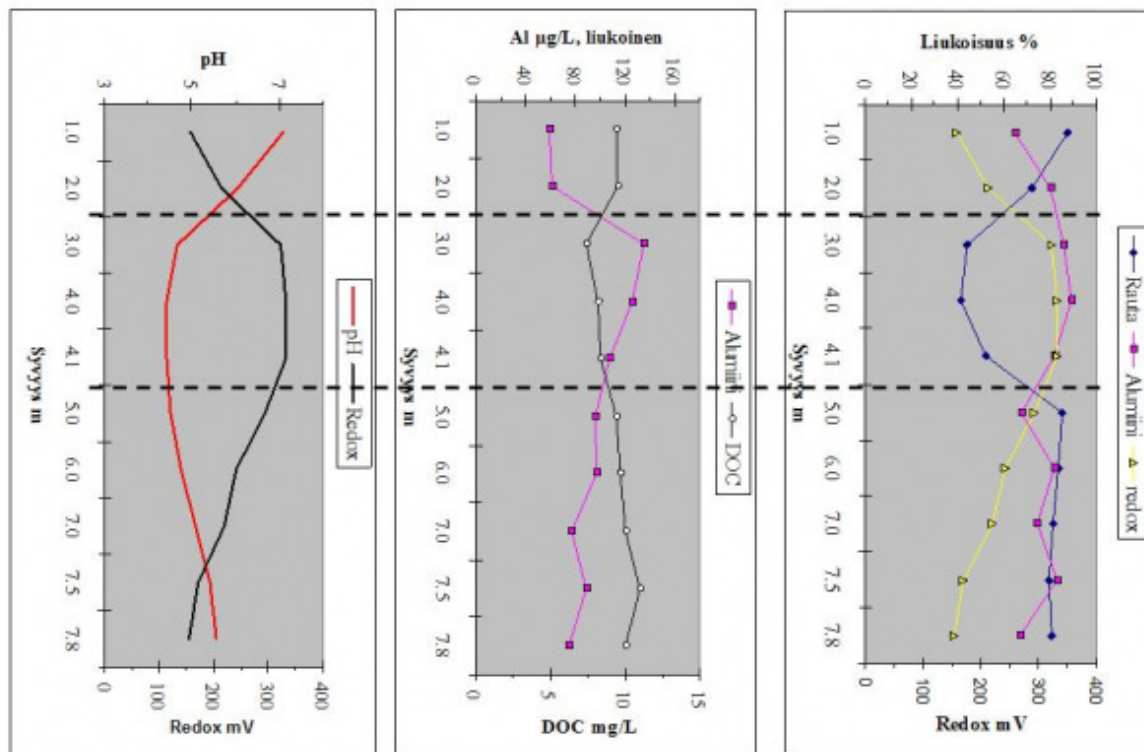 pH
3 5 7
1.0
2.0
3.0
4.0
4.1
5.0
6.0
7.0
7.5
7.8
Syvyys m
pH Redox
0 100 200 300 400
Redox mV
Al µg/L, liukoinen
0 40 80 120 160
1.0
2.0
3.0
4.0
4.1
5.0
6.0
7.0
7.5
7.8
Syvyys m
Alumiini DOC
0 5 10 15
DOC mg/L
Liukoisuus %
0 20 40 60 80 100
1.0
2.0
3.0
4.0
4.1
5.0
6.0
7.0
7.5
7.8
Syvyys m
Rauta Alumiini redox
0 100 200 300 400
Redox mV